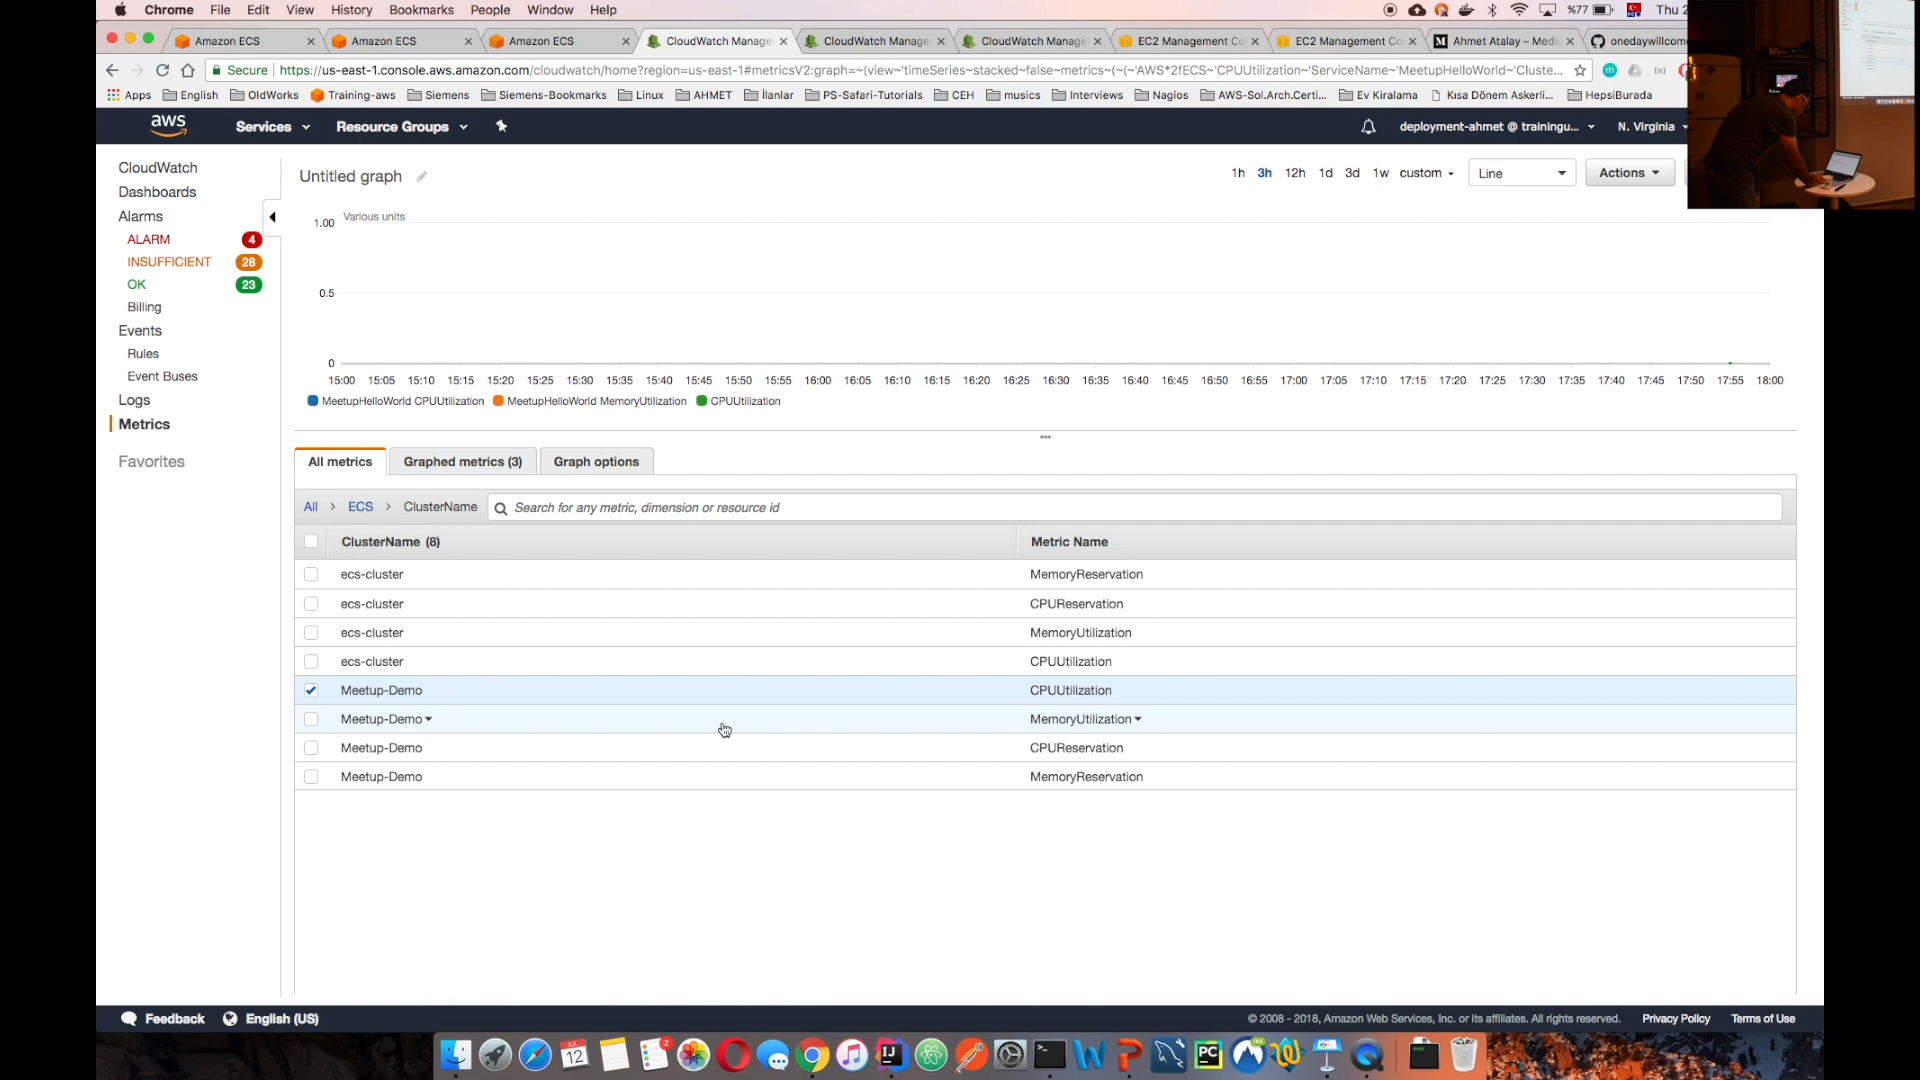 Chrome File Edit View History Bookmarks People Window Help %77 Thu 2
Amazon ECS Amazon ECS Amazon ECS CloudWatch Manage CloudWatch Manage CloudWatch Manage EC2 Management Co EC2 Management Co Ahmet Atalay – Medi onedaywillcome
Secure https://us-east-1.console.aws.amazon.com/cloudwatch/home?region=us-east-1#metricsV2:graph=~(view~'timeSeries~stacked~false~metrics~(~(~'AWS*2fECS~'CPUUtilization~'ServiceName~'MeetupHelloWorld~'Cluste...
Apps English OldWorks Training-aws Siemens Siemens-Bookmarks Linux AHMET İlanlar PS-Safari-Tutorials CEH musics Interviews Nagios AWS-Sol.Arch.Certi... Ev Kiralama Kısa Dönem Askerli... HepsiBurada
aws Services Resource Groups deployment-ahmet @ trainingu... N. Virginia
CloudWatch
Dashboards
Alarms
ALARM 4
INSUFFICIENT 28
OK 23
Billing
Events
Rules
Event Buses
Logs
Metrics
Favorites
Untitled graph 1h 3h 12h 1d 3d 1w custom Line Actions
Various units
1.00
0.5
0
15:00 15:05 15:10 15:15 15:20 15:25 15:30 15:35 15:40 15:45 15:50 15:55 16:00 16:05 16:10 16:15 16:20 16:25 16:30 16:35 16:40 16:45 16:50 16:55 17:00 17:05 17:10 17:15 17:20 17:25 17:30 17:35 17:40 17:45 17:50 17:55 18:00
MeetupHelloWorld CPUUtilization MeetupHelloWorld MemoryUtilization CPUUtilization
All metrics Graphed metrics (3) Graph options
All > ECS > ClusterName Search for any metric, dimension or resource id
ClusterName (8) Metric Name
ecs-cluster MemoryReservation
ecs-cluster CPUReservation
ecs-cluster MemoryUtilization
ecs-cluster CPUUtilization
Meetup-Demo CPUUtilization
Meetup-Demo MemoryUtilization
Meetup-Demo CPUReservation
Meetup-Demo MemoryReservation
Feedback English (US) © 2008 - 2018, Amazon Web Services, Inc. or its affiliates. All rights reserved. Privacy Policy Terms of Use
JUL
12
2
IJ
W
P
PC